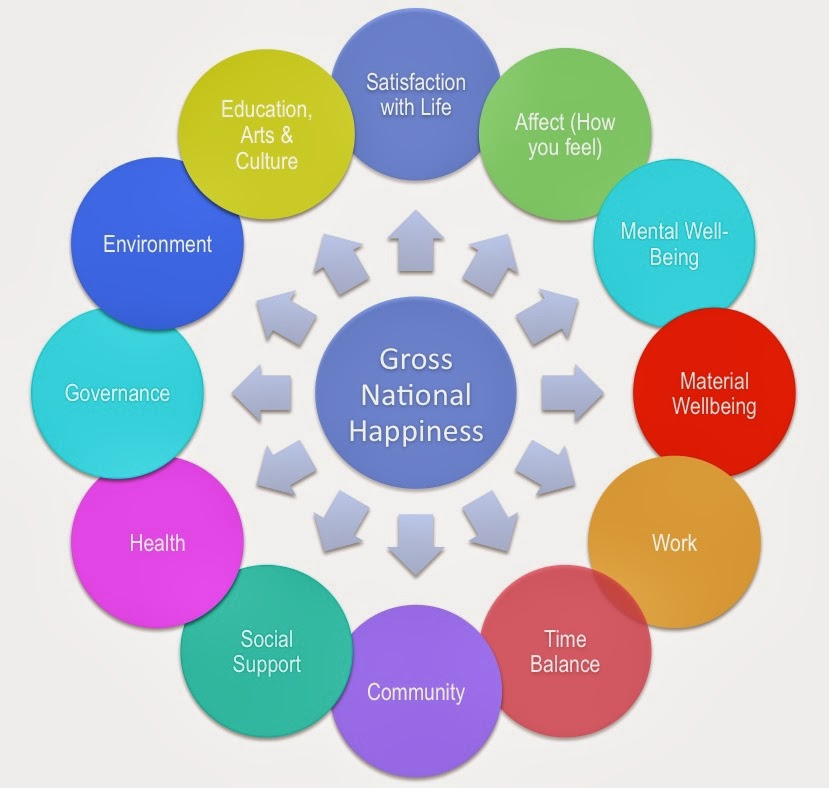 Satisfaction
with Life
Affect (How
you feel)
Mental Well-
Being
Material
Wellbeing
Work
Time
Balance
Community
Social
Support
Health
Governance
Environment
Education,
Arts &
Culture
Gross
National
Happiness